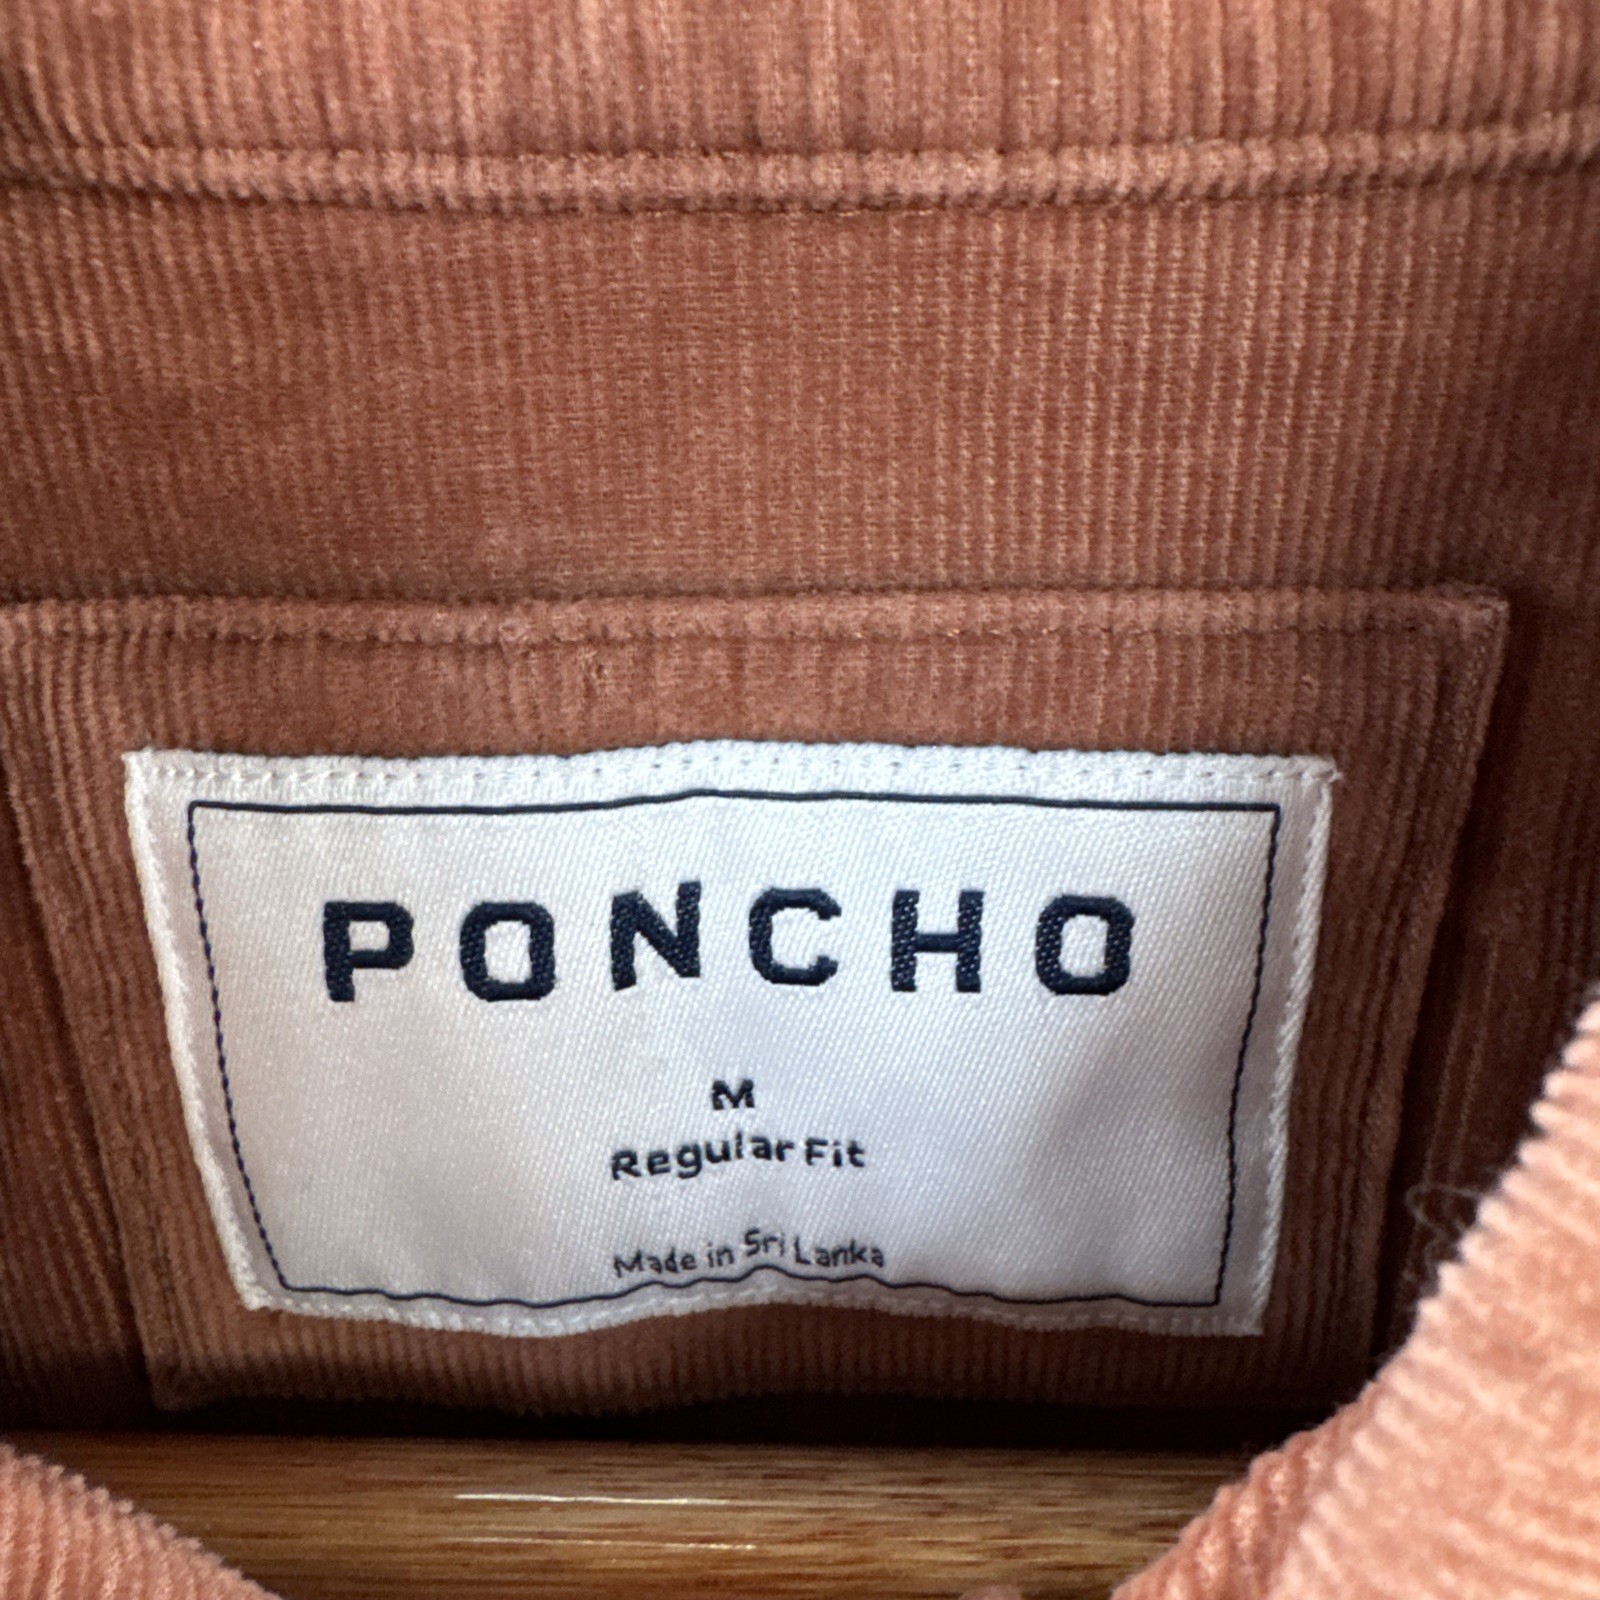 PONCHO
M
Regular Fit
Made in Sri Lanka